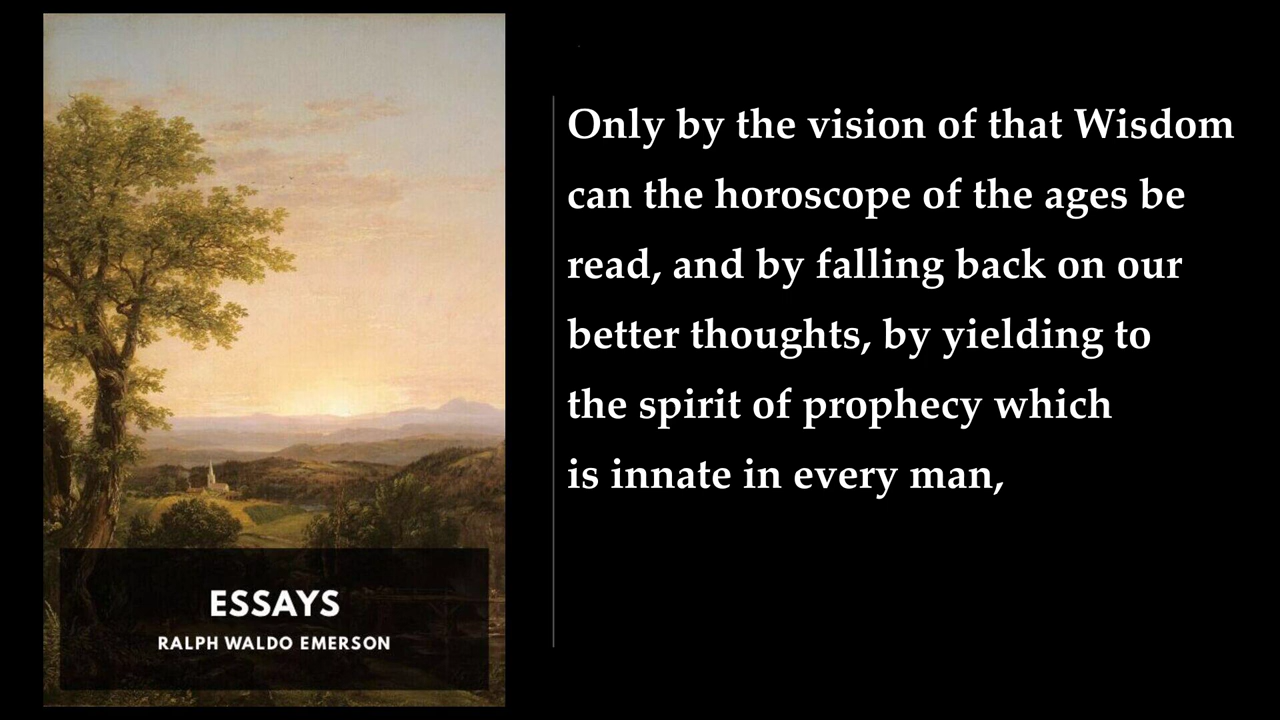 ESSAYS
RALPH WALDO EMERSON
Only by the vision of that Wisdom
can the horoscope of the ages be
read, and by falling back on our
better thoughts, by yielding to
the spirit of prophecy which
is innate in every man,